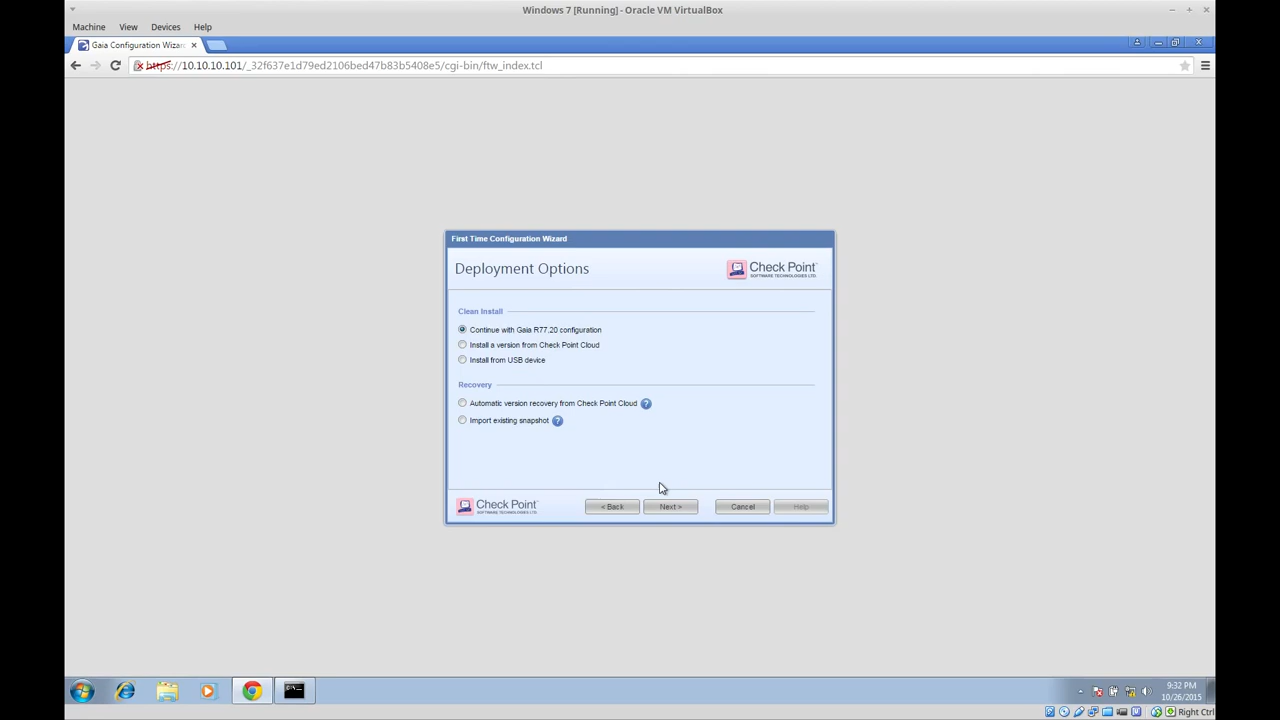 Windows 7 [Running] - Oracle VM VirtualBox
Machine View Devices Help
Gaia Configuration Wizar
https://10.10.10.101/_32f637e1d79ed2106bed47b83b5408e5/cgi-bin/ftw_index.tcl
First Time Configuration Wizard
Deployment Options
Check Point
SOFTWARE TECHNOLOGIES LTD.
Clean Install
Continue with Gaia R77.20 configuration
Install a version from Check Point Cloud
Install from USB device
Recovery
Automatic version recovery from Check Point Cloud ?
Import existing snapshot ?
Check Point
SOFTWARE TECHNOLOGIES LTD.
< Back Next > Cancel Help
9:32 PM
10/26/2015
Right Ctrl